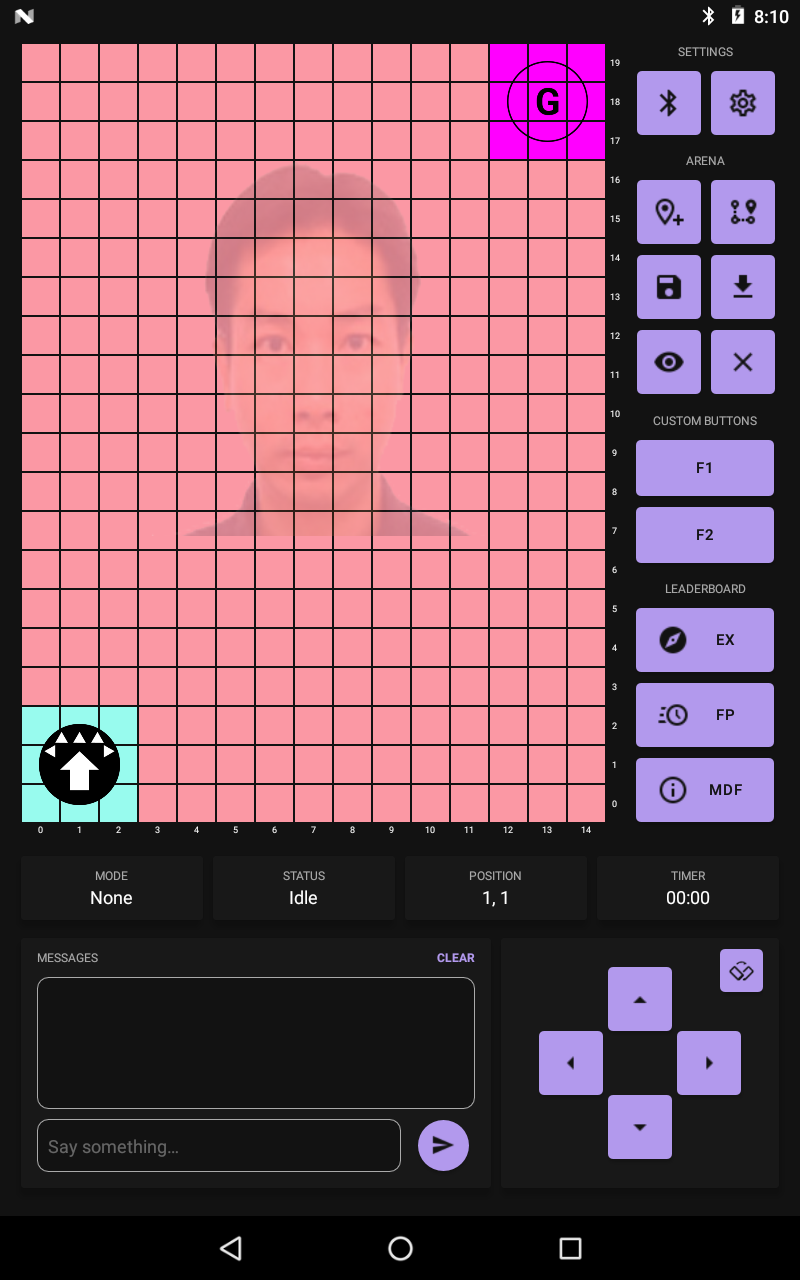 8:10
SETTINGS
G
19
18
17
ARENA
16
15
14
13
12
11
10
9
8
7
6
5
4
3
2
1
0
0 1 2 3 4 5 6 7 8 9 10 11 12 13 14
CUSTOM BUTTONS
F1
F2
LEADERBOARD
EX
FP
MDF
MODE
None
STATUS
Idle
POSITION
1, 1
TIMER
00:00
MESSAGES
CLEAR
Say something...